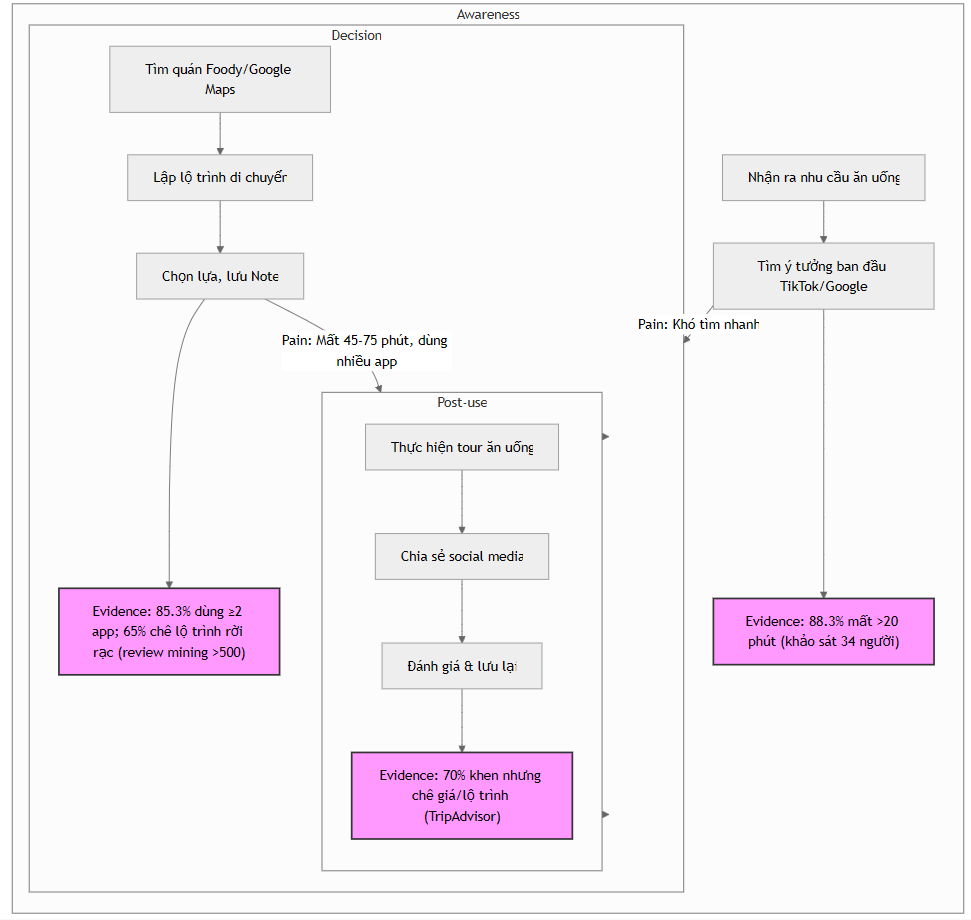 Awareness
Decision
Tìm quán Foody/Google
Maps
Lập lộ trình di chuyển
Chọn lựa, lưu Note
Pain: Mất 45-75 phút, dùng
nhiều app
Post-use
Thực hiện tour ăn uống
Chia sẻ social media
Đánh giá & lưu lại
Evidence: 70% khen nhưng
chê giá/lộ trình
(TripAdvisor)
Evidence: 85.3% dùng ≥2
app; 65% chê lộ trình rời
rạc (review mining >500)
Nhận ra nhu cầu ăn uống
Tìm ý tưởng ban đầu
TikTok/Google
Pain: Khó tìm nhanh
Evidence: 88.3% mất >20
phút (khảo sát 34 người)